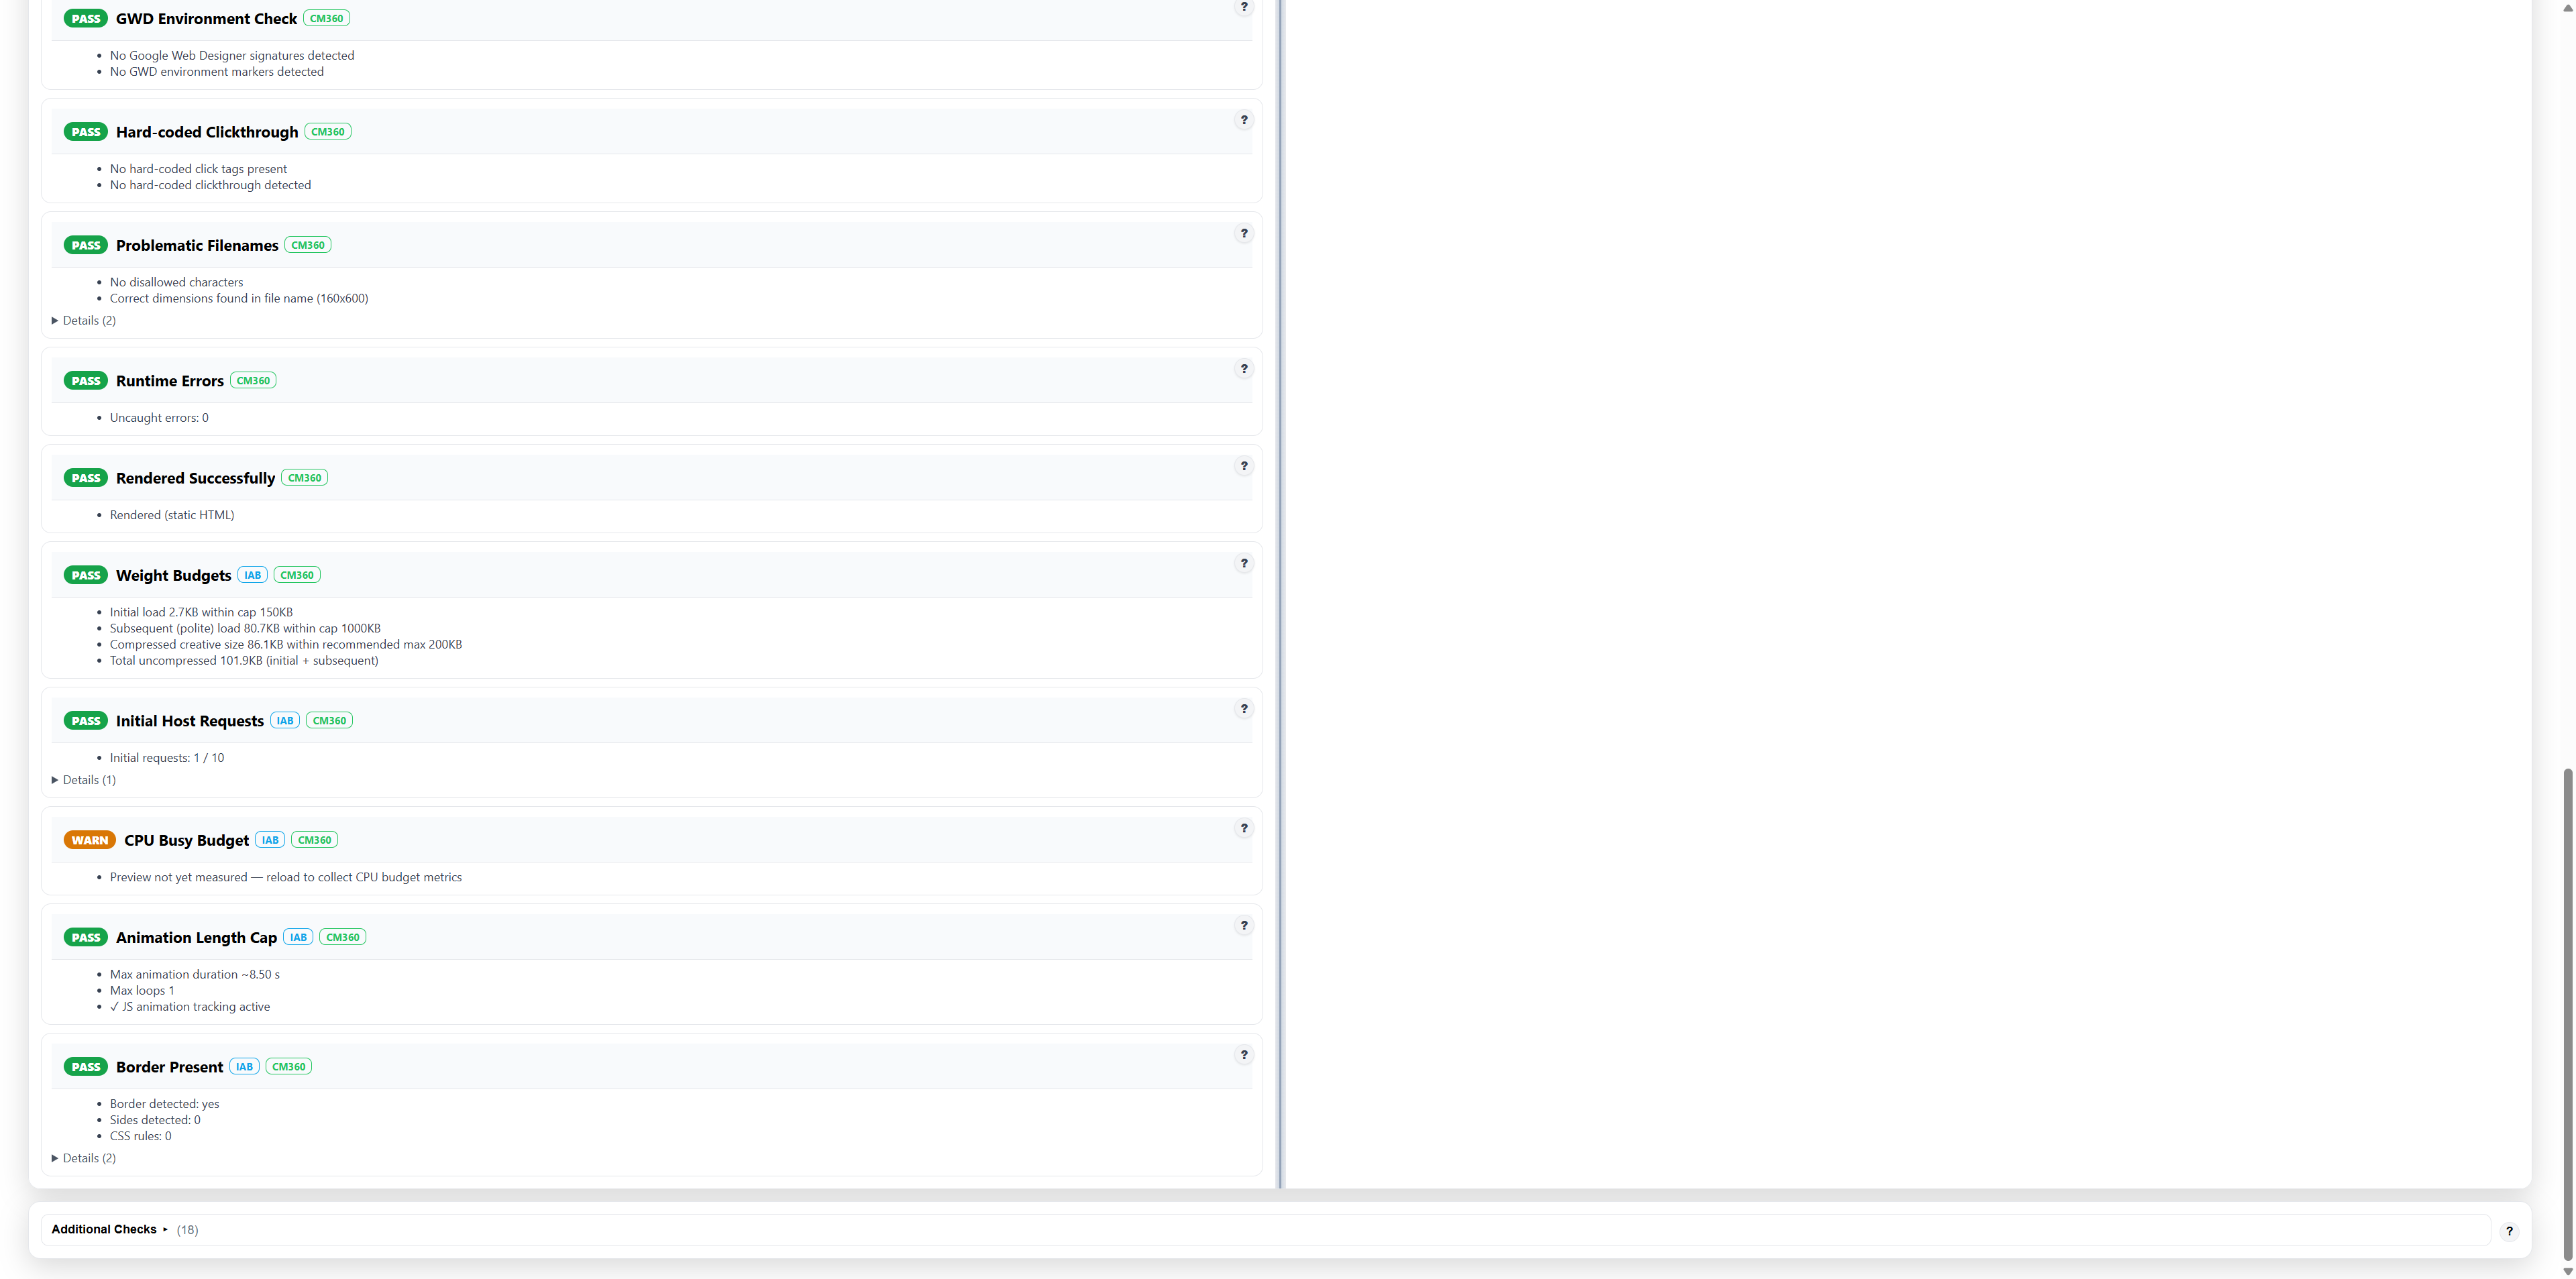 PASS GWD Environment Check CM360 ?
• No Google Web Designer signatures detected
• No GWD environment markers detected
PASS Hard-coded Clickthrough CM360 ?
• No hard-coded click tags present
• No hard-coded clickthrough detected
PASS Problematic Filenames CM360 ?
• No disallowed characters
• Correct dimensions found in file name (160x600)
▶ Details (2)
PASS Runtime Errors CM360 ?
• Uncaught errors: 0
PASS Rendered Successfully CM360 ?
• Rendered (static HTML)
PASS Weight Budgets IAB CM360 ?
• Initial load 2.7KB within cap 150KB
• Subsequent (polite) load 80.7KB within cap 1000KB
• Compressed creative size 86.1KB within recommended max 200KB
• Total uncompressed 101.9KB (initial + subsequent)
PASS Initial Host Requests IAB CM360 ?
• Initial requests: 1 / 10
▶ Details (1)
WARN CPU Busy Budget IAB CM360 ?
• Preview not yet measured — reload to collect CPU budget metrics
PASS Animation Length Cap IAB CM360 ?
• Max animation duration ~8.50 s
• Max loops 1
• ✓ JS animation tracking active
PASS Border Present IAB CM360 ?
• Border detected: yes
• Sides detected: 0
• CSS rules: 0
▶ Details (2)
Additional Checks ▸ (18) ?